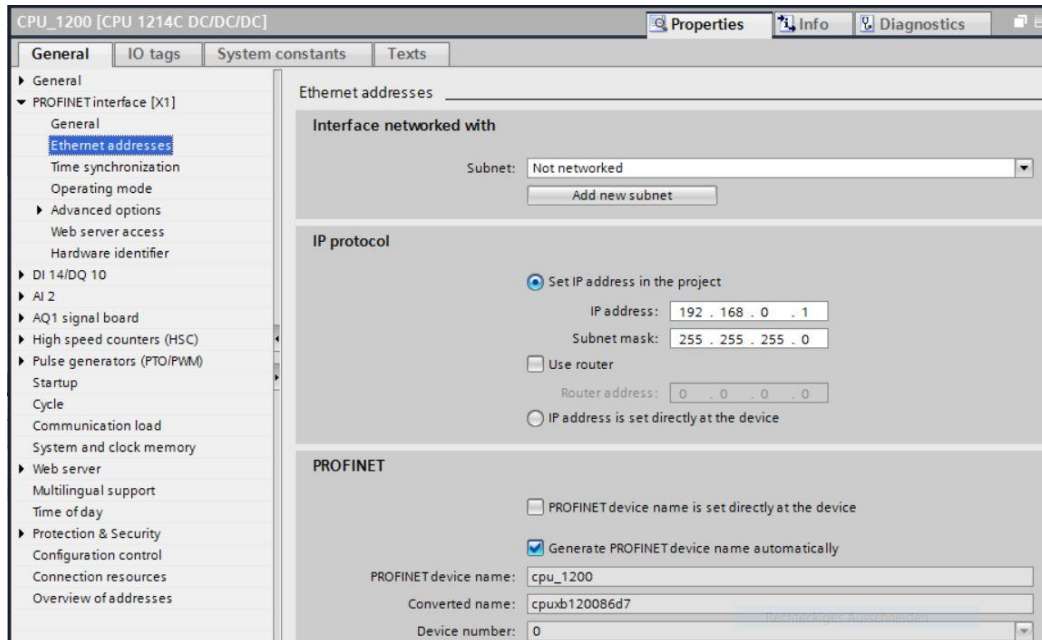 CPU_1200 [CPU 1214C DC/DC/DC]
Properties
Info
Diagnostics
General
IO tags
System constants
Texts
General
PROFINET interface [X1]
General
Ethernet addresses
Time synchronization
Operating mode
Advanced options
Web server access
Hardware identifier
DI 14/DQ 10
AI 2
AQ1 signal board
High speed counters (HSC)
Pulse generators (PTO/PWM)
Startup
Cycle
Communication load
System and clock memory
Web server
Multilingual support
Time of day
Protection & Security
Configuration control
Connection resources
Overview of addresses
Ethernet addresses
Interface networked with
Subnet: Not networked
Add new subnet
IP protocol
Set IP address in the project
IP address: 192 . 168 . 0 . 1
Subnet mask: 255 . 255 . 255 . 0
Use router
Router address: 0 . 0 . 0 . 0
IP address is set directly at the device
PROFINET
PROFINET device name is set directly at the device
Generate PROFINET device name automatically
PROFINET device name: cpu_1200
Converted name: cpuxb120086d7
Rechteckiges Ausschneiden
Device number: 0